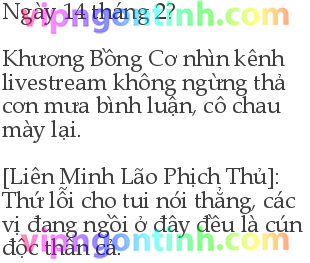 Ngày 14 tháng 2?
vipngontinh.com
Khương Bồng Cơ nhìn kênh
livestream không ngừng thả
cơn mưa bình luận, cô chau
mày lại.
[Liên Minh Lão Phịch Thủ]:
Thứ lỗi cho tui nói thẳng, các
vị đang ngồi ở đây đều là cún
vipngontinh.com
độc thân cả.